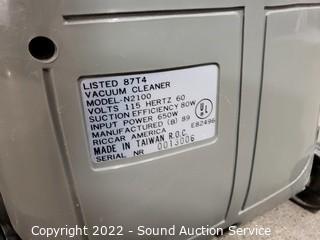 LISTED 87T4
VACUUM CLEANER
MODEL-N2100
VOLTS 115 HERTZ 60
SUCTION EFFICIENCY 80W
INPUT POWER 650W
MANUFACTURED (B) 89
RICCAR AMERICA
E82496
MADE IN TAIWAN R.O.C.
SERIAL NR 0013006
UL
Copyright 2022 - Sound Auction Service